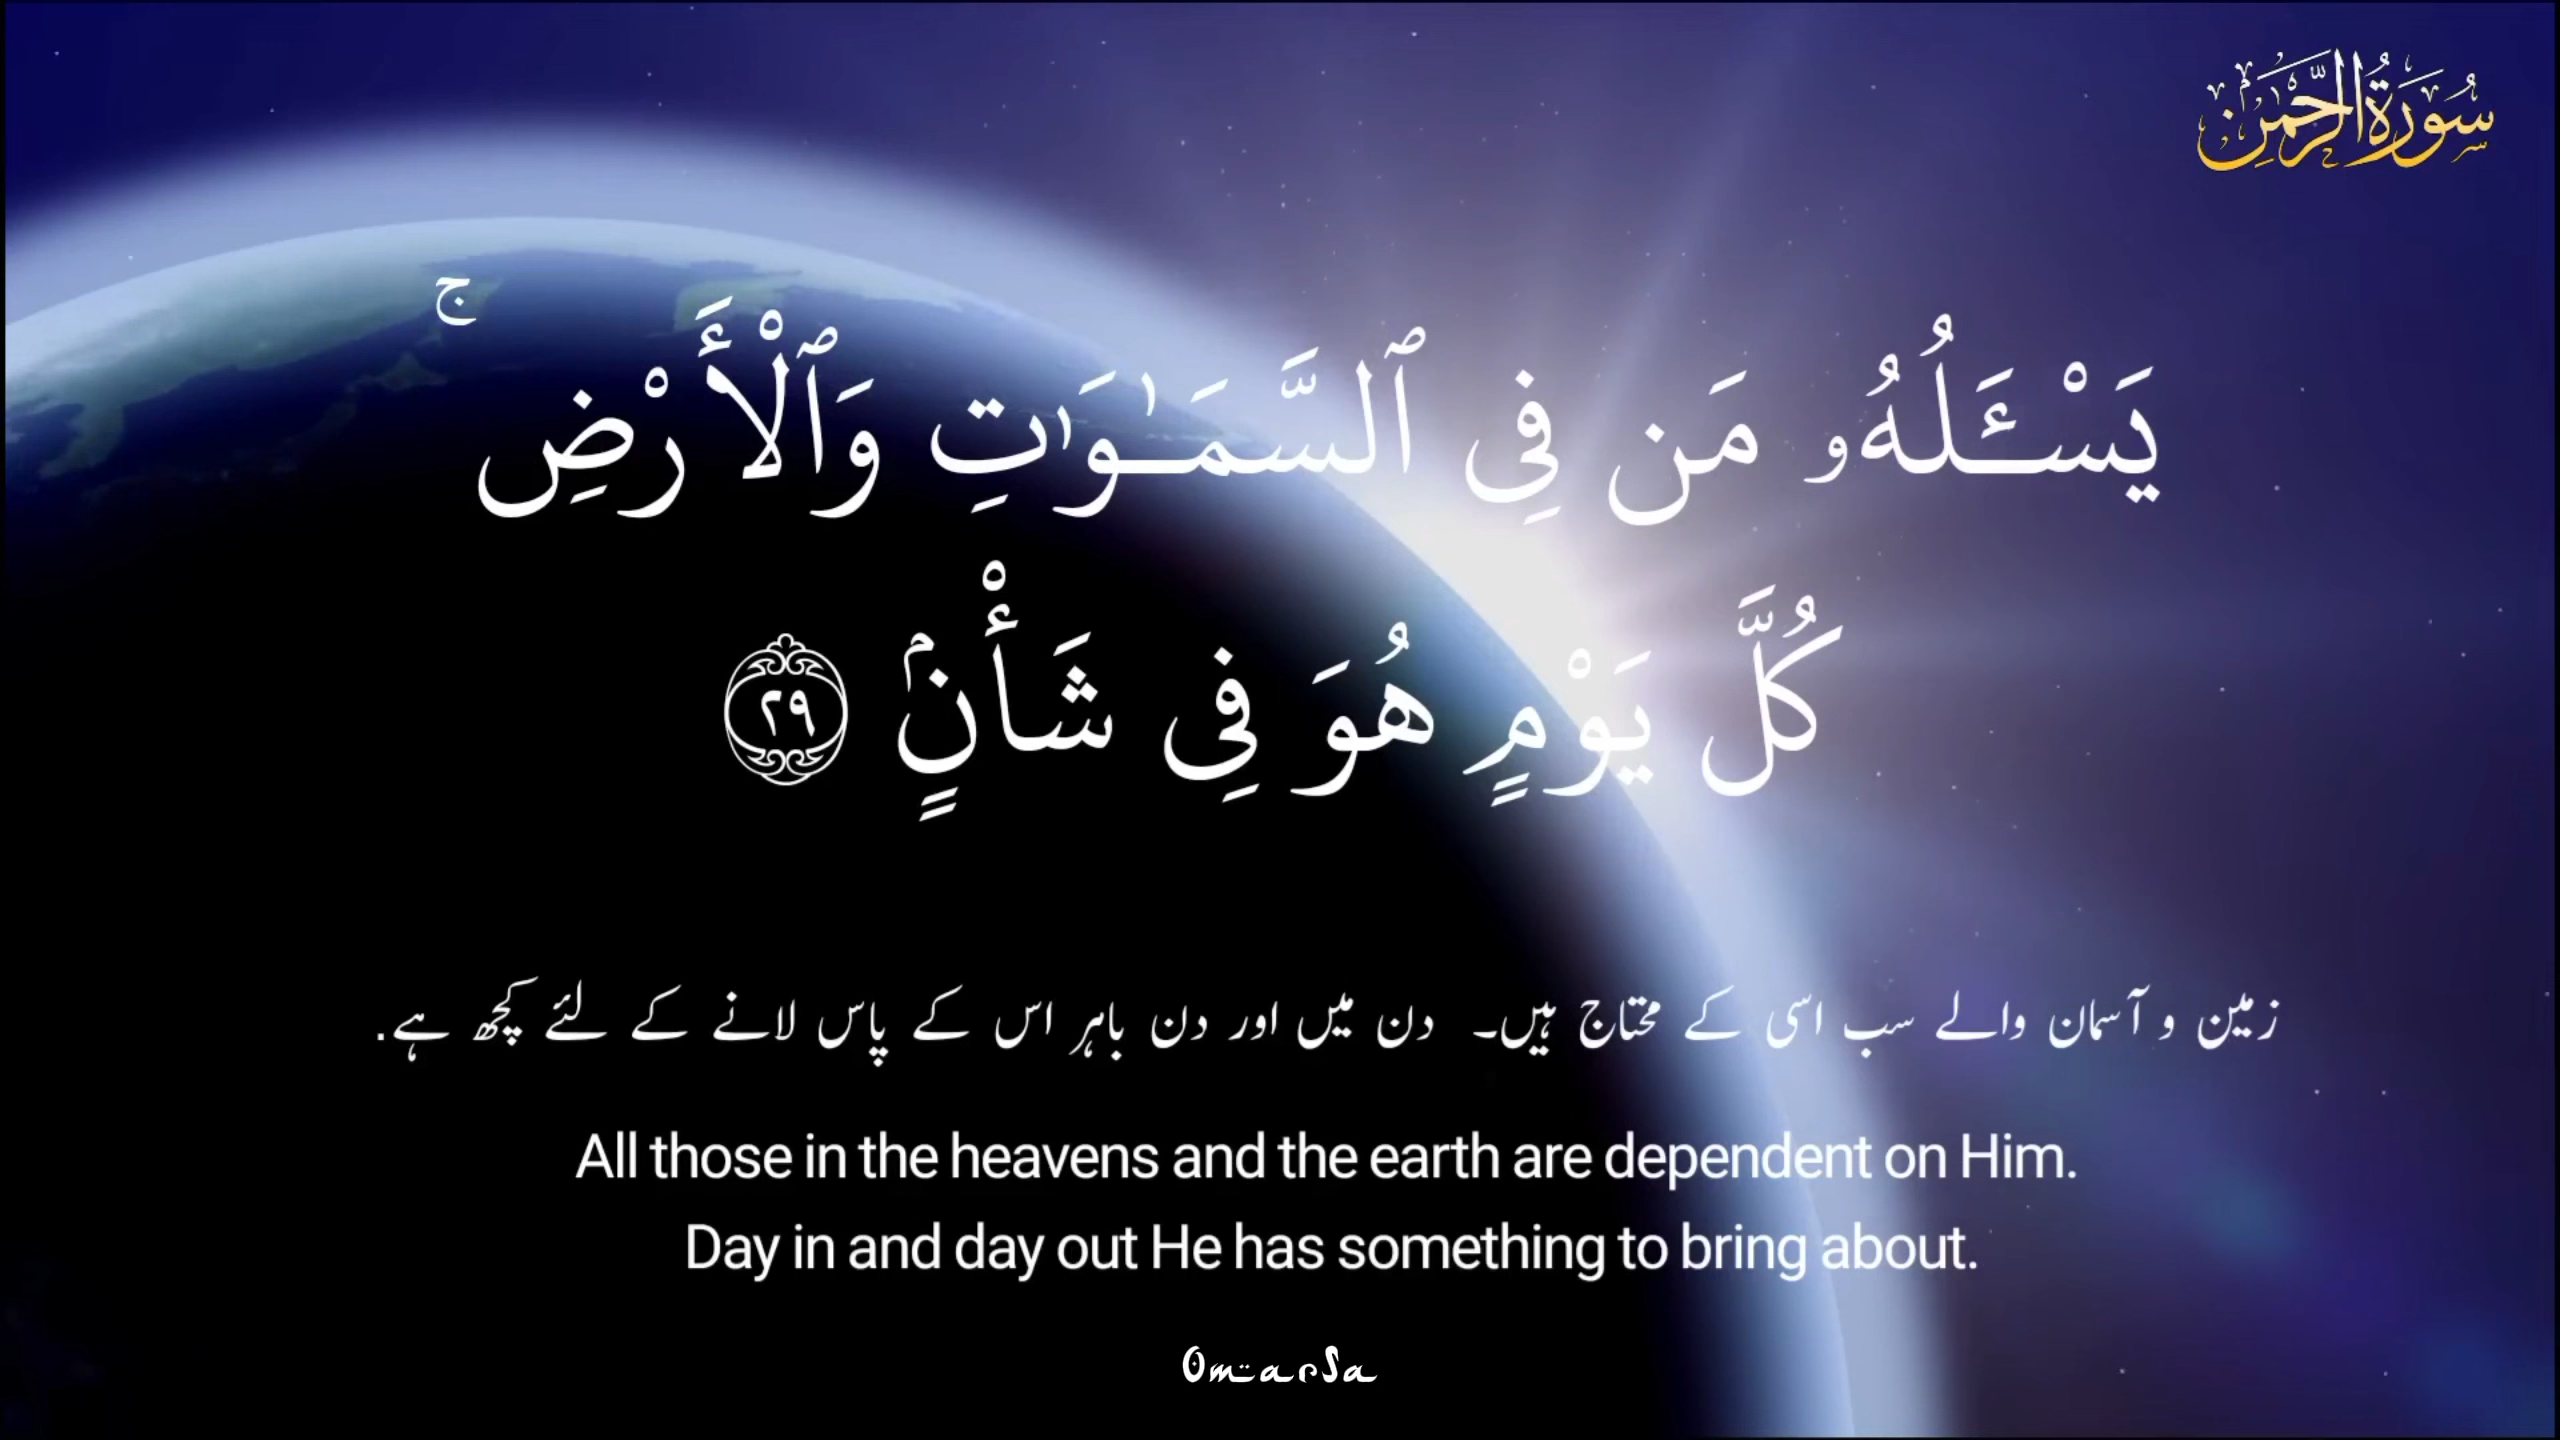 سُورَةُ الرَّحْمٰن
يَسْـَٔلُهُۥ مَن فِى ٱلسَّمَـٰوَٰتِ وَٱلْأَرْضِ ۚ
كُلَّ يَوْمٍ هُوَ فِى شَأْنٍۢ ٢٩
زمین و آسمان والے سب اسی کے محتاج ہیں۔ دن میں اور دن باہر اس کے پاس لانے کے لئے کچھ ہے.
All those in the heavens and the earth are dependent on Him.
Day in and day out He has something to bring about.
OmarSa